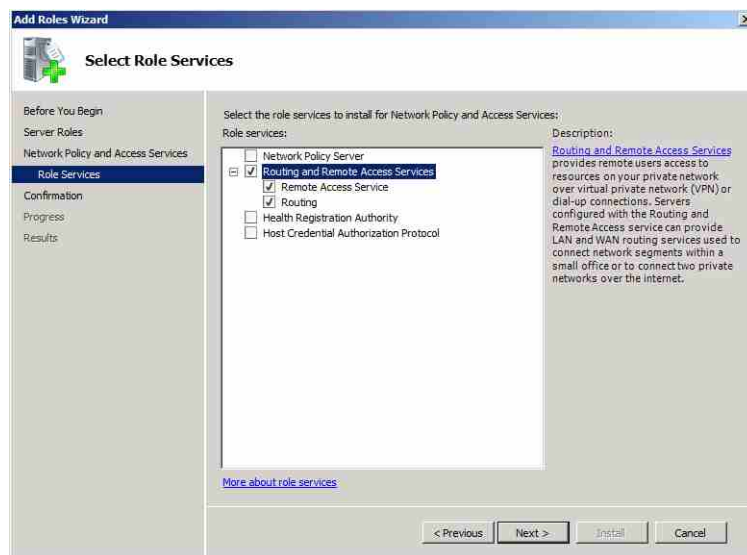 Add Roles Wizard
Select Role Services
Before You Begin
Server Roles
Network Policy and Access Services
Role Services
Confirmation
Progress
Results
Select the role services to install for Network Policy and Access Services:
Role services:
Network Policy Server
Routing and Remote Access Services
Remote Access Service
Routing
Health Registration Authority
Host Credential Authorization Protocol
More about role services
Description:
Routing and Remote Access Services
provides remote users access to
resources on your private network
over virtual private network (VPN) or
dial-up connections. Servers
configured with the Routing and
Remote Access service can provide
LAN and WAN routing services used to
connect network segments within a
small office or to connect two private
networks over the internet.
< Previous
Next >
Install
Cancel